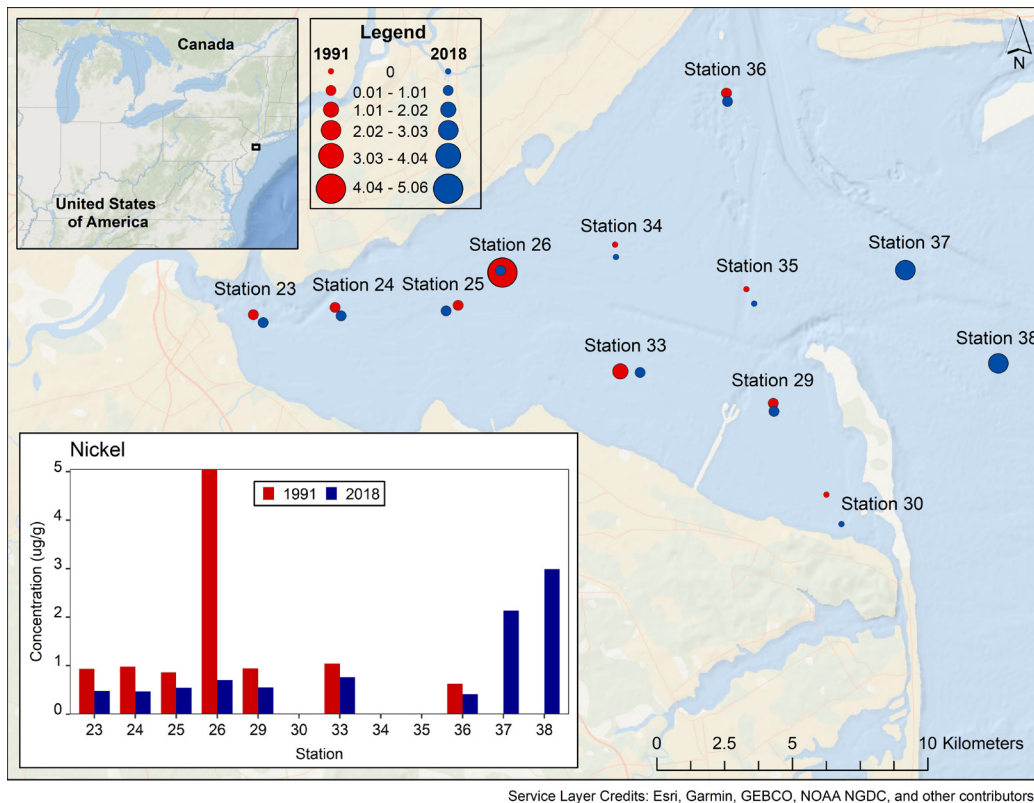 Canada
United States
of America
Legend
1991 2018
0
0.01 - 1.01
1.01 - 2.02
2.02 - 3.03
3.03 - 4.04
4.04 - 5.06
N
Station 36
Station 34
Station 26
Station 37
Station 35
Station 23
Station 24
Station 25
Station 38
Station 33
Station 29
Station 30
Nickel
1991 2018
Concentration (ug/g)
5
4
3
2
1
0
23 24 25 26 29 30 33 34 35 36 37 38
Station
0 2.5 5 10 Kilometers
Service Layer Credits: Esri, Garmin, GEBCO, NOAA NGDC, and other contributors